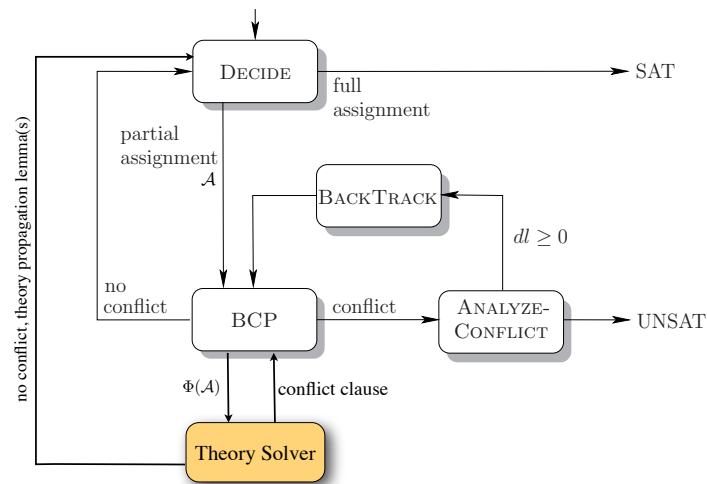 DECIDE
SAT
full
assignment
partial
assignment
𝒜
BACKTRACK
dl ≥ 0
no
conflict
BCP
conflict
ANALYZE-
CONFLICT
UNSAT
Φ(𝒜)
conflict clause
Theory Solver
no conflict, theory propagation lemma(s)